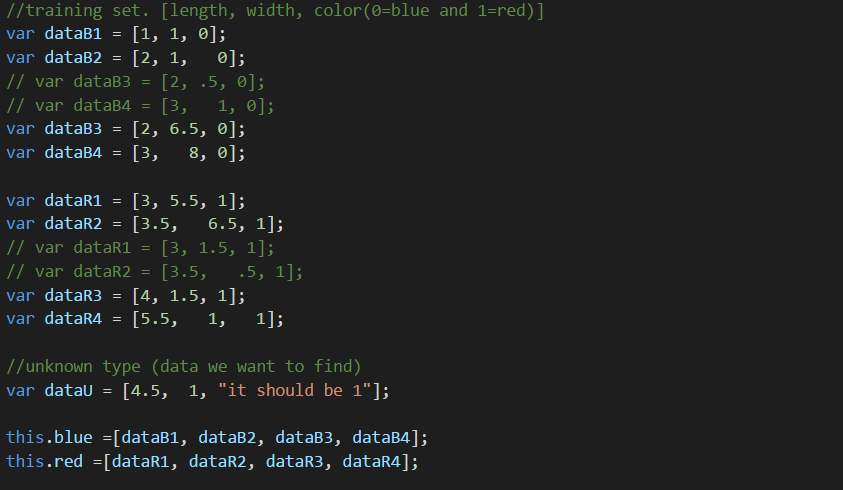 //training set. [length, width, color(0=blue and 1=red)]
var dataB1 = [1, 1, 0];
var dataB2 = [2, 1,   0];
// var dataB3 = [2, .5, 0];
// var dataB4 = [3,   1, 0];
var dataB3 = [2, 6.5, 0];
var dataB4 = [3,   8, 0];

var dataR1 = [3, 5.5, 1];
var dataR2 = [3.5,   6.5, 1];
// var dataR1 = [3, 1.5, 1];
// var dataR2 = [3.5,   .5, 1];
var dataR3 = [4, 1.5, 1];
var dataR4 = [5.5,   1,   1];

//unknown type (data we want to find)
var dataU = [4.5,  1, "it should be 1"];

this.blue =[dataB1, dataB2, dataB3, dataB4];
this.red =[dataR1, dataR2, dataR3, dataR4];